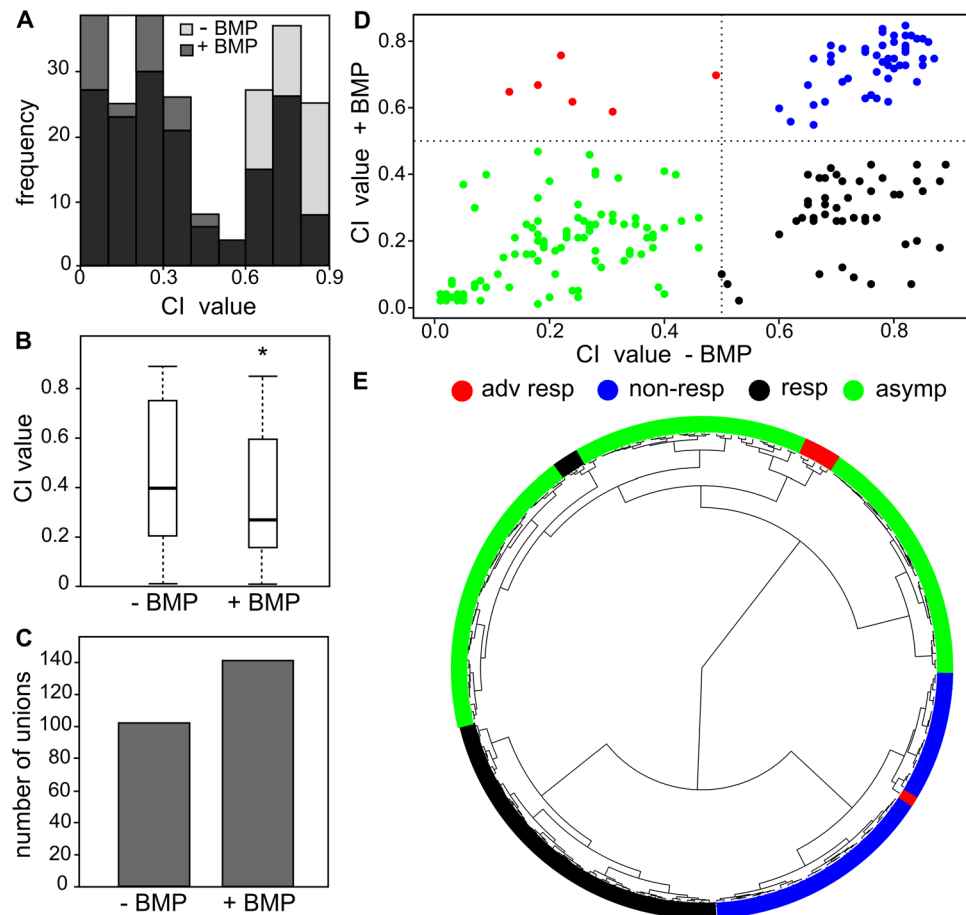 A
- BMP
+ BMP
30
20
10
0
frequency
0
0.3
0.6
0.9
CI value
B
*
0.8
0.6
0.4
0.2
0
CI value
- BMP + BMP
C
140
120
100
80
60
40
20
0
number of unions
- BMP + BMP
D
0.8
0.6
0.4
0.2
0.0
CI value + BMP
0.0 0.2 0.4 0.6 0.8
CI value - BMP
E
adv resp non-resp resp asymp